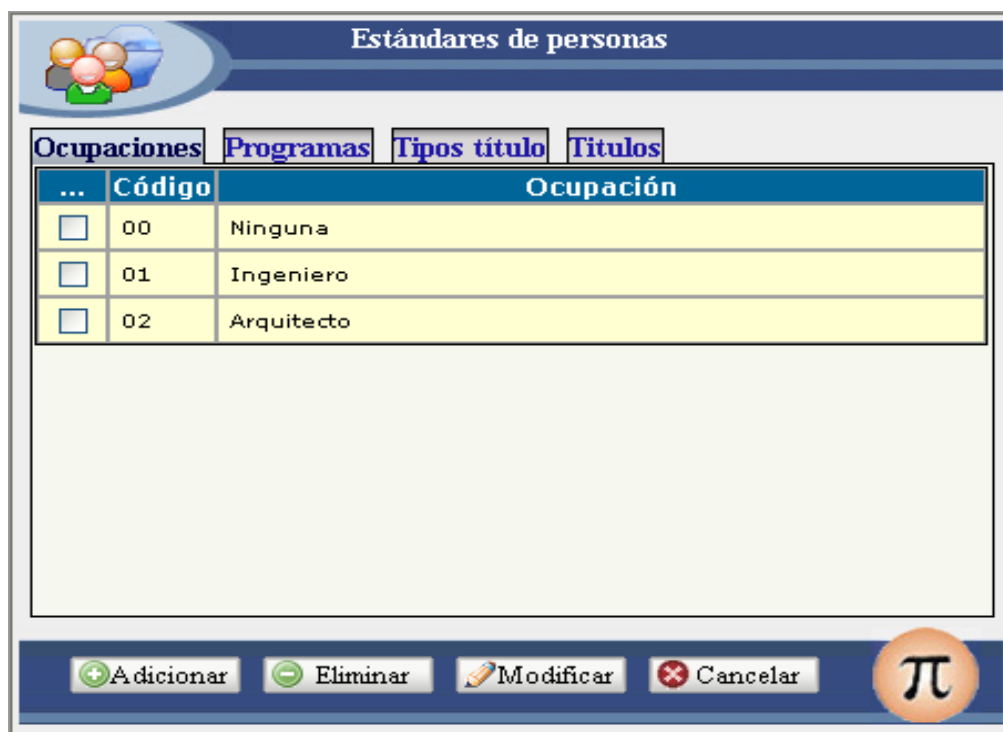 Estándares de personas
Ocupaciones Programas Tipos título Titulos
... Código Ocupación
00 Ninguna
01 Ingeniero
02 Arquitecto
Adicionar Eliminar Modificar Cancelar
π